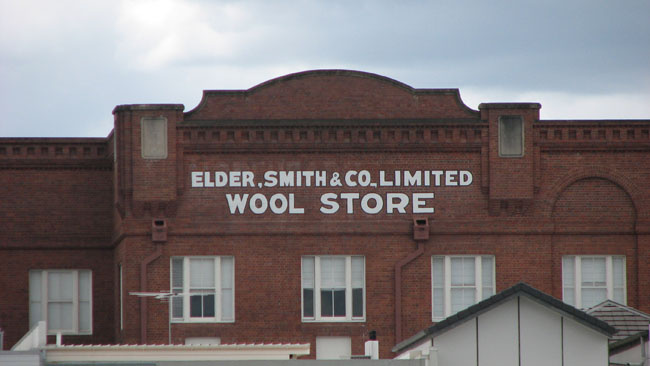 ELDER, SMITH & CO., LIMITED
WOOL STORE